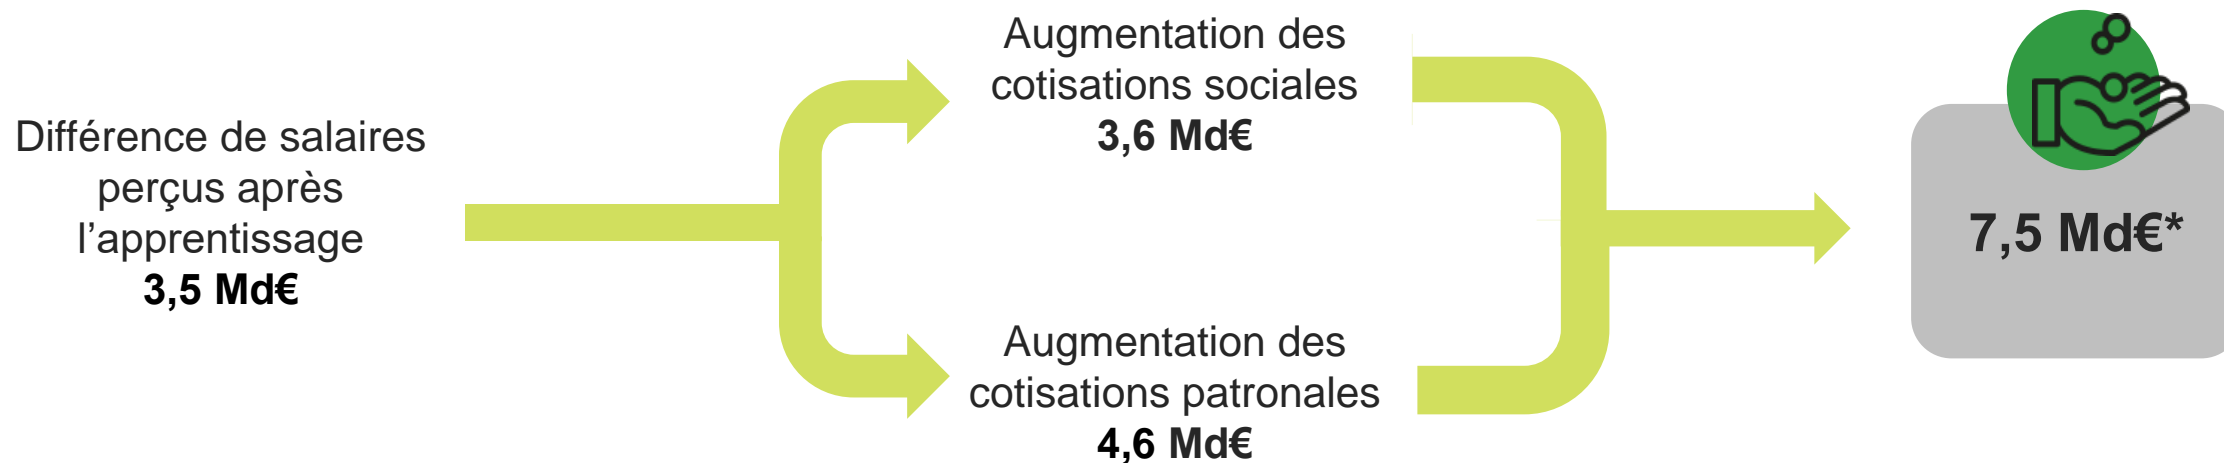 Différence de salaires
perçus après
l’apprentissage
3,5 Md€
Augmentation des
cotisations sociales
3,6 Md€
Augmentation des
cotisations patronales
4,6 Md€
7,5 Md€*